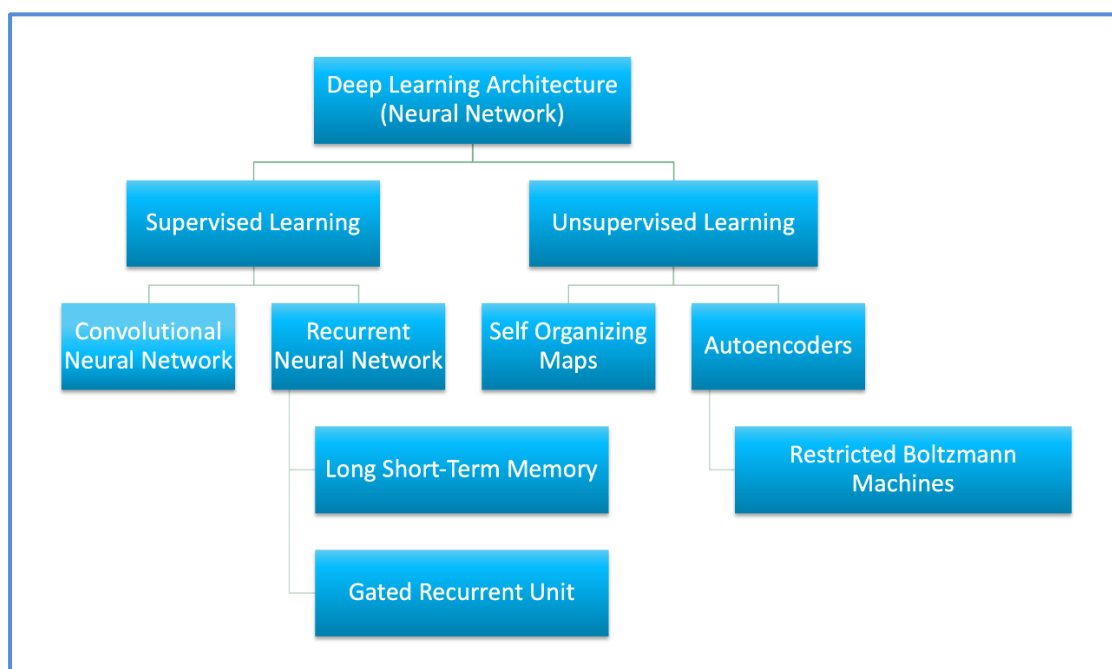 Deep Learning Architecture
(Neural Network)
Supervised Learning
Unsupervised Learning
Convolutional
Neural Network
Recurrent
Neural Network
Self Organizing
Maps
Autoencoders
Long Short-Term Memory
Restricted Boltzmann
Machines
Gated Recurrent Unit